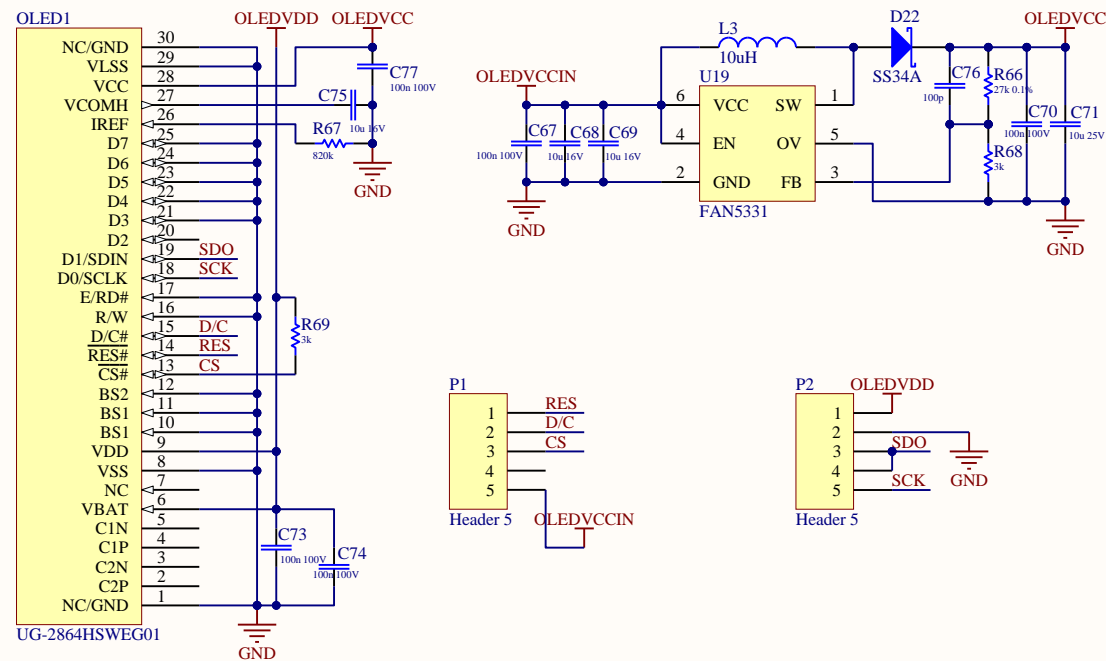 OLED1
OLEDVDD
OLEDVCC
NC/GND 30
VLSS 29
VCC 28
VCOMH 27
IREF 26
D7 25
D6 24
D5 23
D4 22
D3 21
D2 20
D1/SDIN 19 SDO
D0/SCLK 18 SCK
E/RD# 17
R/W 16
D/C# 15 D/C
RES# 14 RES
CS# 13 CS
BS2 12
BS1 11
BS1 10
VDD 9
VSS 8
NC 7
VBAT 6
C1N 5
C1P 4
C2N 3
C2P 2
NC/GND 1
UG-2864HSWEG01
C77
100n 100V
C75
10u 16V
R67
820k
GND
R69
3k
C73
100n 100V
C74
100n 100V
GND
OLEDVCCIN
C67
100n 100V
C68
10u 16V
C69
10u 16V
GND
L3
10uH
U19
6 VCC SW 1
4 EN OV 5
2 GND FB 3
FAN5331
D22
SS34A
OLEDVCC
C76
100p
R66
27k 0.1%
R68
3k
C70
100n 100V
C71
10u 25V
GND
P1
1 RES
2 D/C
3 CS
4
5
Header 5
OLEDVCCIN
P2
OLEDVDD
1
2
3 SDO
4
5 SCK
Header 5
GND